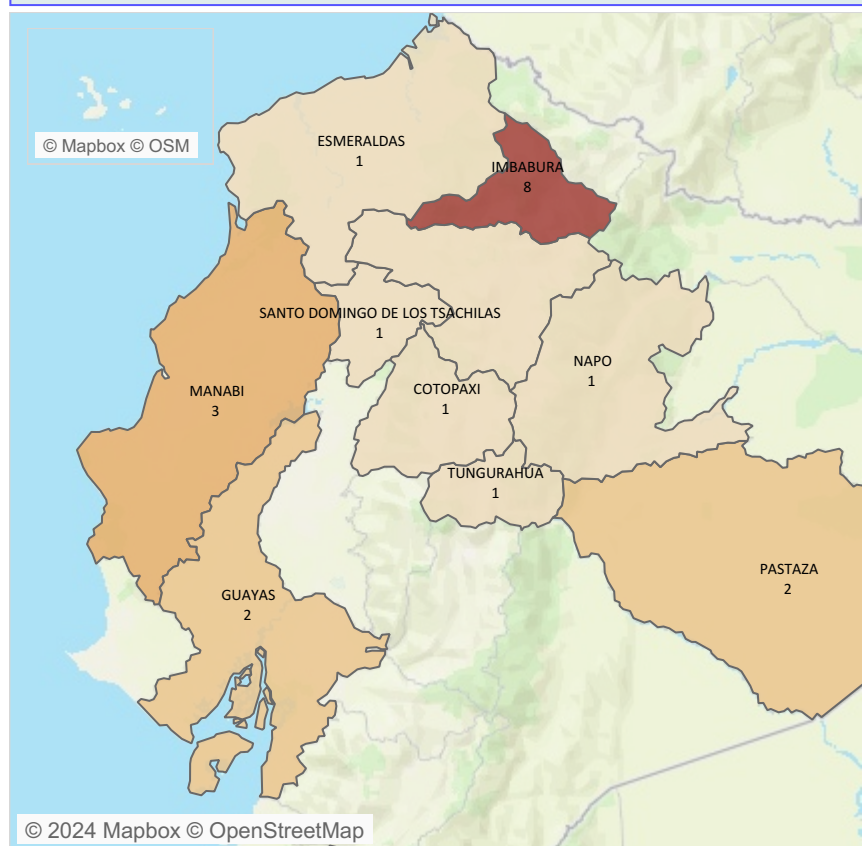 © Mapbox © OSM
ESMERALDAS
1
IMBABURA
8
SANTO DOMINGO DE LOS TSACHILAS
1
NAPO
1
MANABI
3
COTOPAXI
1
TUNGURAHUA
1
PASTAZA
2
GUAYAS
2
© 2024 Mapbox © OpenStreetMap